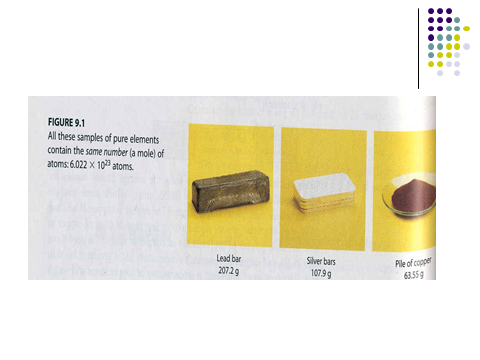 FIGURE 9.1
All these samples of pure elements
contain the same number (a mole) of
atoms: 6.022 × 10²³ atoms.
Lead bar
207.2 g
Silver bars
107.9 g
Pile of copper
63.55 g